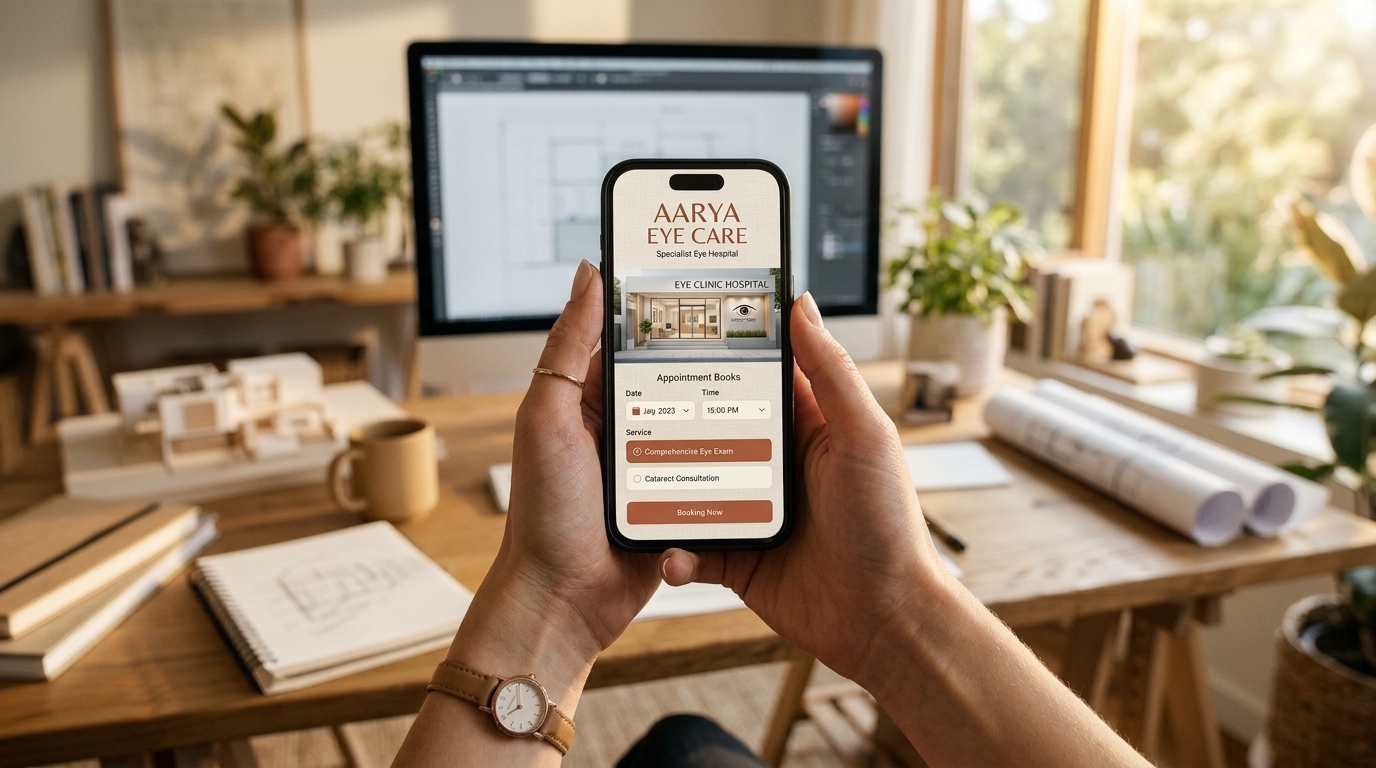 AARYA
EYE CARE
Specialist Eye Hospital
EYE CLINIC HOSPITAL
Appointment Books
Date
Time
Jay 2023
15:00 PM
Service
Comprehencire Eye Exam
Cataract Consultation
Booking Now